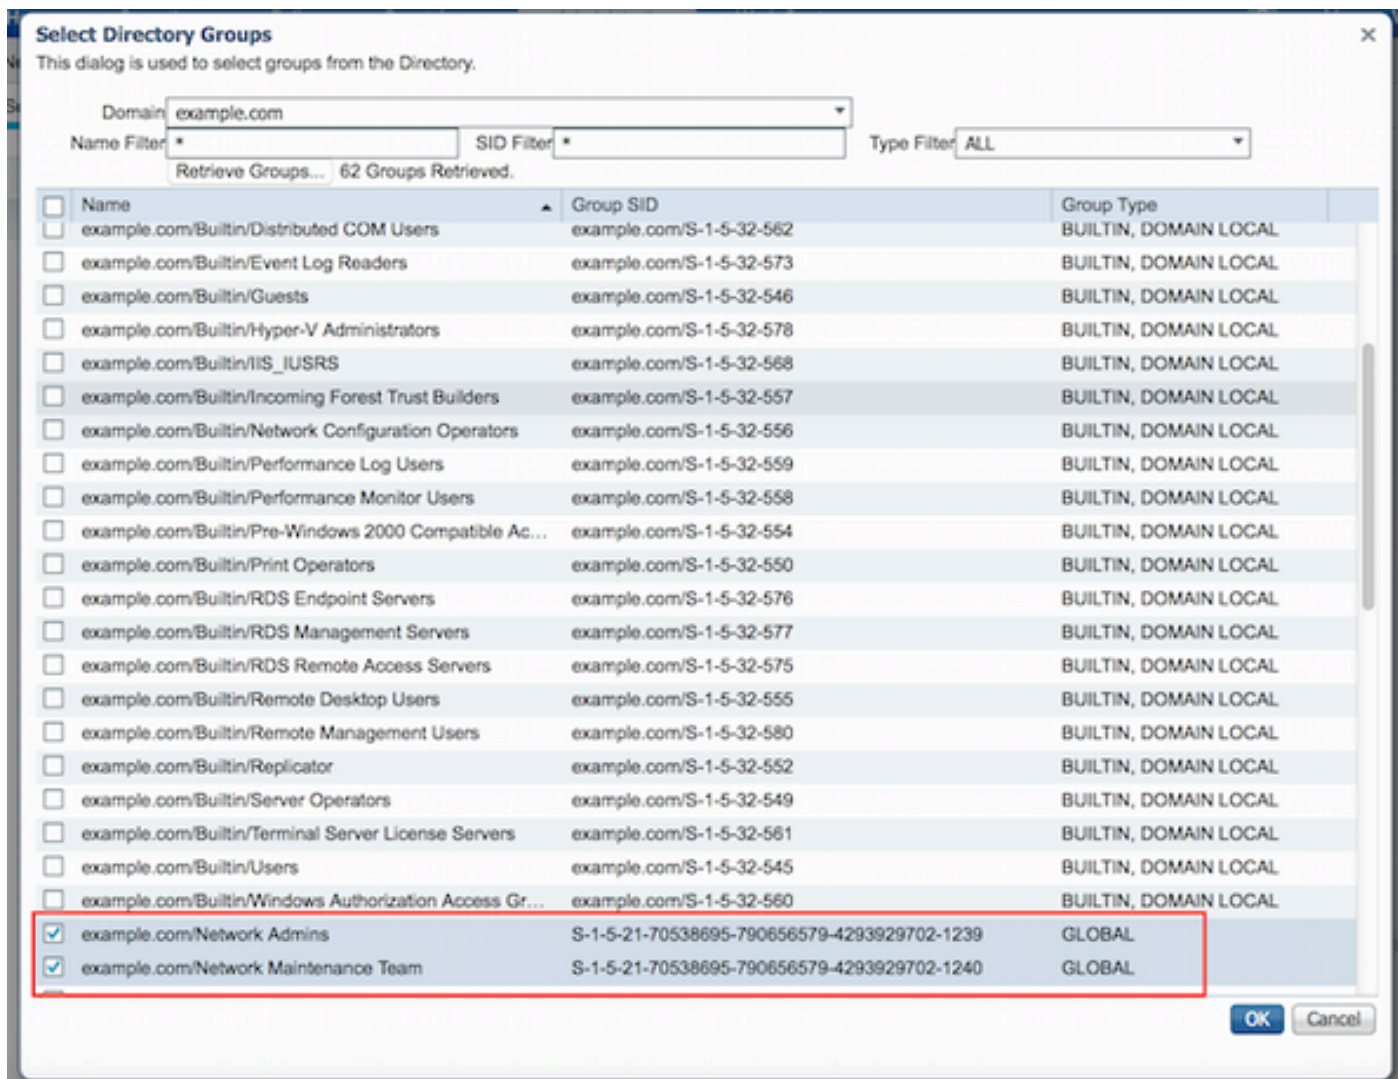 Select Directory Groups
This dialog is used to select groups from the Directory.
Domain example.com
Name Filter * SID Filter * Type Filter ALL
Retrieve Groups... 62 Groups Retrieved.
Name Group SID Group Type
example.com/Builtin/Distributed COM Users example.com/S-1-5-32-562 BUILTIN, DOMAIN LOCAL
example.com/Builtin/Event Log Readers example.com/S-1-5-32-573 BUILTIN, DOMAIN LOCAL
example.com/Builtin/Guests example.com/S-1-5-32-546 BUILTIN, DOMAIN LOCAL
example.com/Builtin/Hyper-V Administrators example.com/S-1-5-32-578 BUILTIN, DOMAIN LOCAL
example.com/Builtin/IIS_IUSRS example.com/S-1-5-32-568 BUILTIN, DOMAIN LOCAL
example.com/Builtin/Incoming Forest Trust Builders example.com/S-1-5-32-557 BUILTIN, DOMAIN LOCAL
example.com/Builtin/Network Configuration Operators example.com/S-1-5-32-556 BUILTIN, DOMAIN LOCAL
example.com/Builtin/Performance Log Users example.com/S-1-5-32-559 BUILTIN, DOMAIN LOCAL
example.com/Builtin/Performance Monitor Users example.com/S-1-5-32-558 BUILTIN, DOMAIN LOCAL
example.com/Builtin/Pre-Windows 2000 Compatible Ac... example.com/S-1-5-32-554 BUILTIN, DOMAIN LOCAL
example.com/Builtin/Print Operators example.com/S-1-5-32-550 BUILTIN, DOMAIN LOCAL
example.com/Builtin/RDS Endpoint Servers example.com/S-1-5-32-576 BUILTIN, DOMAIN LOCAL
example.com/Builtin/RDS Management Servers example.com/S-1-5-32-577 BUILTIN, DOMAIN LOCAL
example.com/Builtin/RDS Remote Access Servers example.com/S-1-5-32-575 BUILTIN, DOMAIN LOCAL
example.com/Builtin/Remote Desktop Users example.com/S-1-5-32-555 BUILTIN, DOMAIN LOCAL
example.com/Builtin/Remote Management Users example.com/S-1-5-32-580 BUILTIN, DOMAIN LOCAL
example.com/Builtin/Replicator example.com/S-1-5-32-552 BUILTIN, DOMAIN LOCAL
example.com/Builtin/Server Operators example.com/S-1-5-32-549 BUILTIN, DOMAIN LOCAL
example.com/Builtin/Terminal Server License Servers example.com/S-1-5-32-561 BUILTIN, DOMAIN LOCAL
example.com/Builtin/Users example.com/S-1-5-32-545 BUILTIN, DOMAIN LOCAL
example.com/Builtin/Windows Authorization Access Gr... example.com/S-1-5-32-560 BUILTIN, DOMAIN LOCAL
example.com/Network Admins S-1-5-21-70538695-790656579-4293929702-1239 GLOBAL
example.com/Network Maintenance Team S-1-5-21-70538695-790656579-4293929702-1240 GLOBAL
OK Cancel